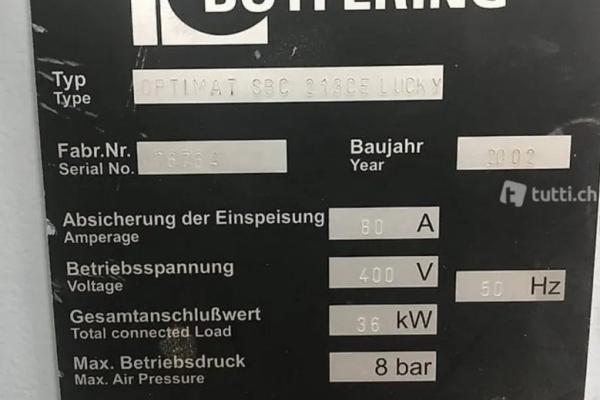 BÜTFERING
Typ OPTIMAT SBC 213CE LUCKY
Type
Fabr.Nr. Baujahr 2002
Serial No. Year
tutti.ch
Absicherung der Einspeisung 80 A
Amperage
Betriebsspannung 400 V 50 Hz
Voltage
Gesamtanschlußwert 36 kW
Total connected Load
Max. Betriebsdruck 8 bar
Max. Air Pressure